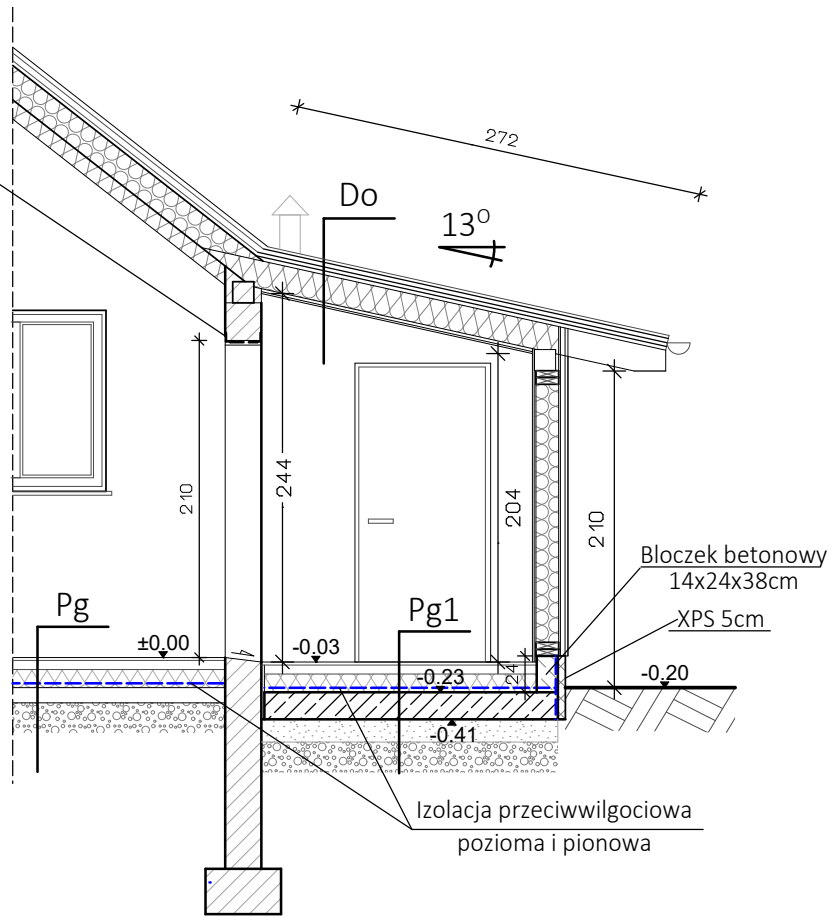 272
Do
13°
244
210
204
210
Bloczek betonowy
14x24x38cm
Pg
Pg1
XPS 5cm
±0.00
-0.03
24
-0.23
-0.20
-0.41
Izolacja przeciwwilgociowa
pozioma i pionowa